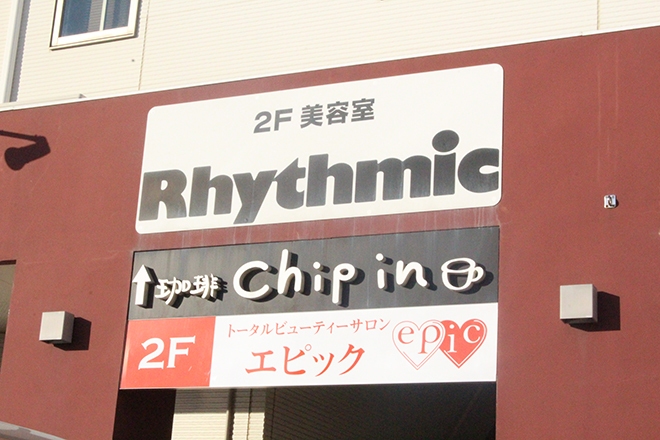 2F 美容室
Rhythmic
↑珈琲 chip in
2F
トータルビューティーサロン
エピック
epic